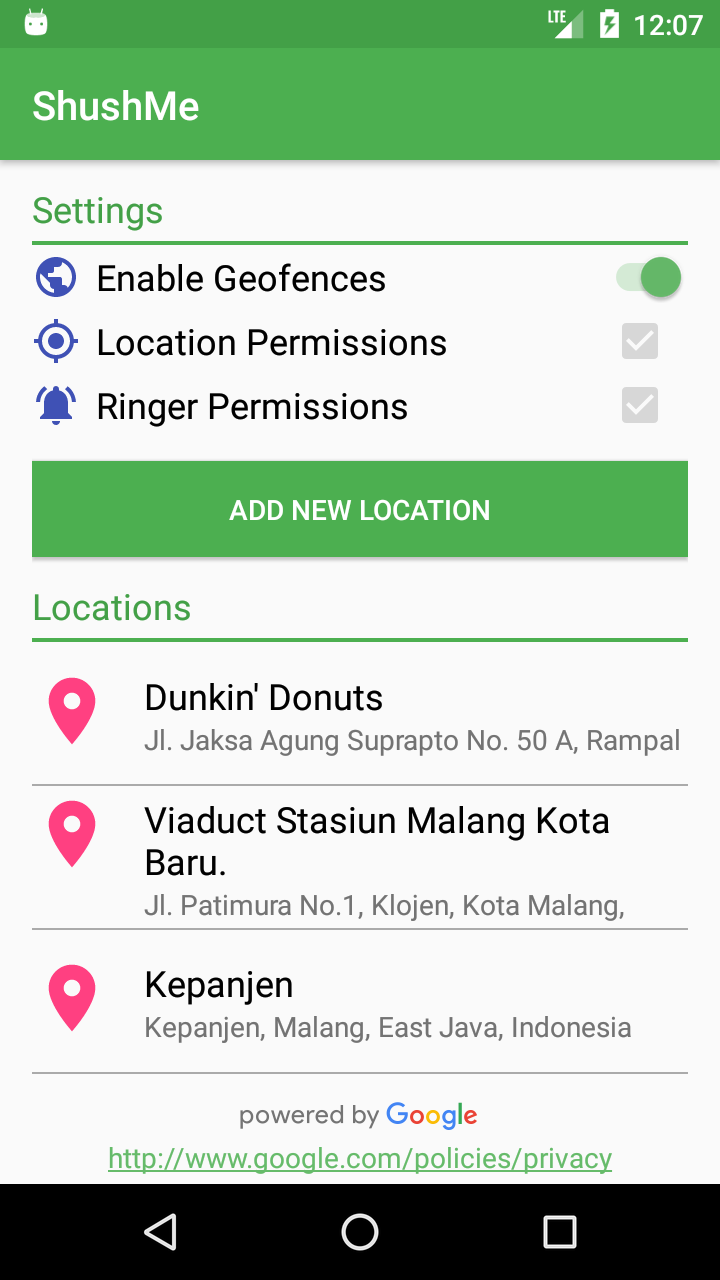 LTE 12:07
ShushMe
Settings
Enable Geofences
Location Permissions
Ringer Permissions
ADD NEW LOCATION
Locations
Dunkin' Donuts
Jl. Jaksa Agung Suprapto No. 50 A, Rampal
Viaduct Stasiun Malang Kota
Baru.
Jl. Patimura No.1, Klojen, Kota Malang,
Kepanjen
Kepanjen, Malang, East Java, Indonesia
powered by Google
http://www.google.com/policies/privacy